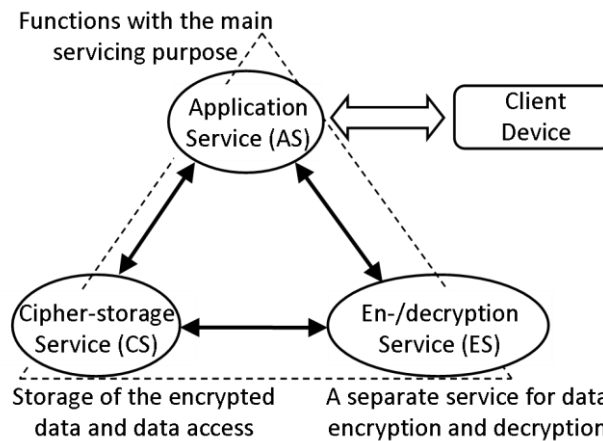 Functions with the main
servicing purpose
Application
Service (AS)
Client
Device
Cipher-storage
Service (CS)
En-/decryption
Service (ES)
Storage of the encrypted
data and data access
A separate service for data
encryption and decryption